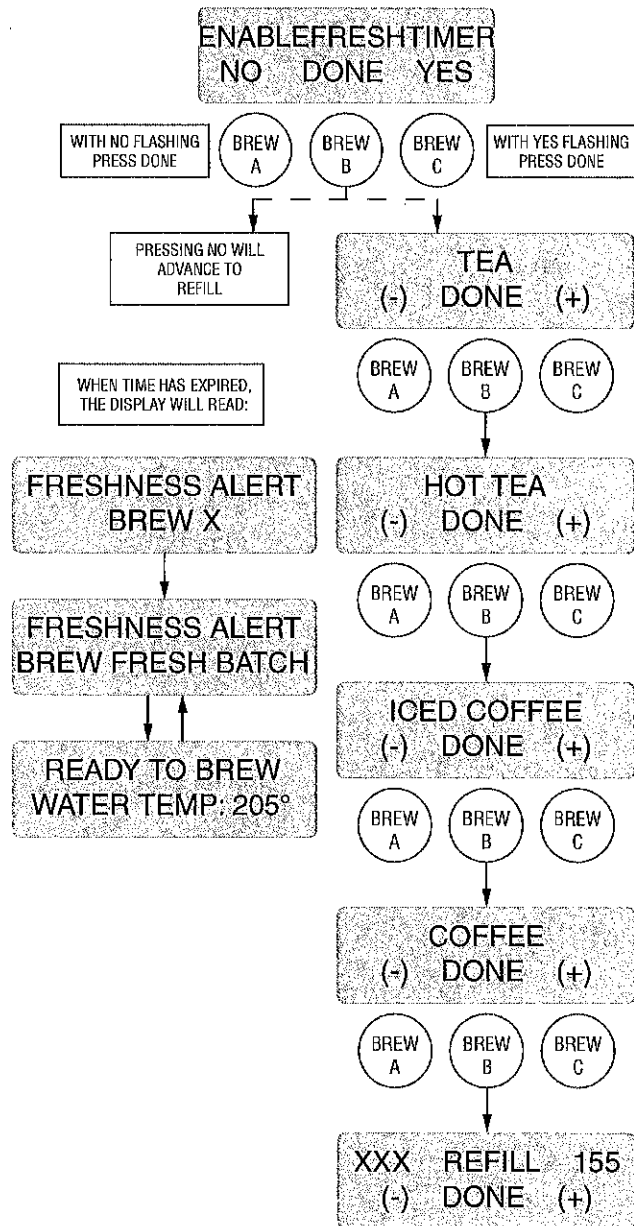 ENABLEFRESHTIMER
NO DONE YES
WITH NO FLASHING
PRESS DONE
BREW
A
BREW
B
BREW
C
WITH YES FLASHING
PRESS DONE
PRESSING NO WILL
ADVANCE TO
REFILL
TEA
(-) DONE (+)
BREW
A
BREW
B
BREW
C
WHEN TIME HAS EXPIRED,
THE DISPLAY WILL READ:
FRESHNESS ALERT
BREW X
HOT TEA
(-) DONE (+)
BREW
A
BREW
B
BREW
C
FRESHNESS ALERT
BREW FRESH BATCH
READY TO BREW
WATER TEMP. 205°
ICED COFFEE
(-) DONE (+)
BREW
A
BREW
B
BREW
C
COFFEE
(-) DONE (+)
BREW
A
BREW
B
BREW
C
XXX REFILL 155
(-) DONE (+)